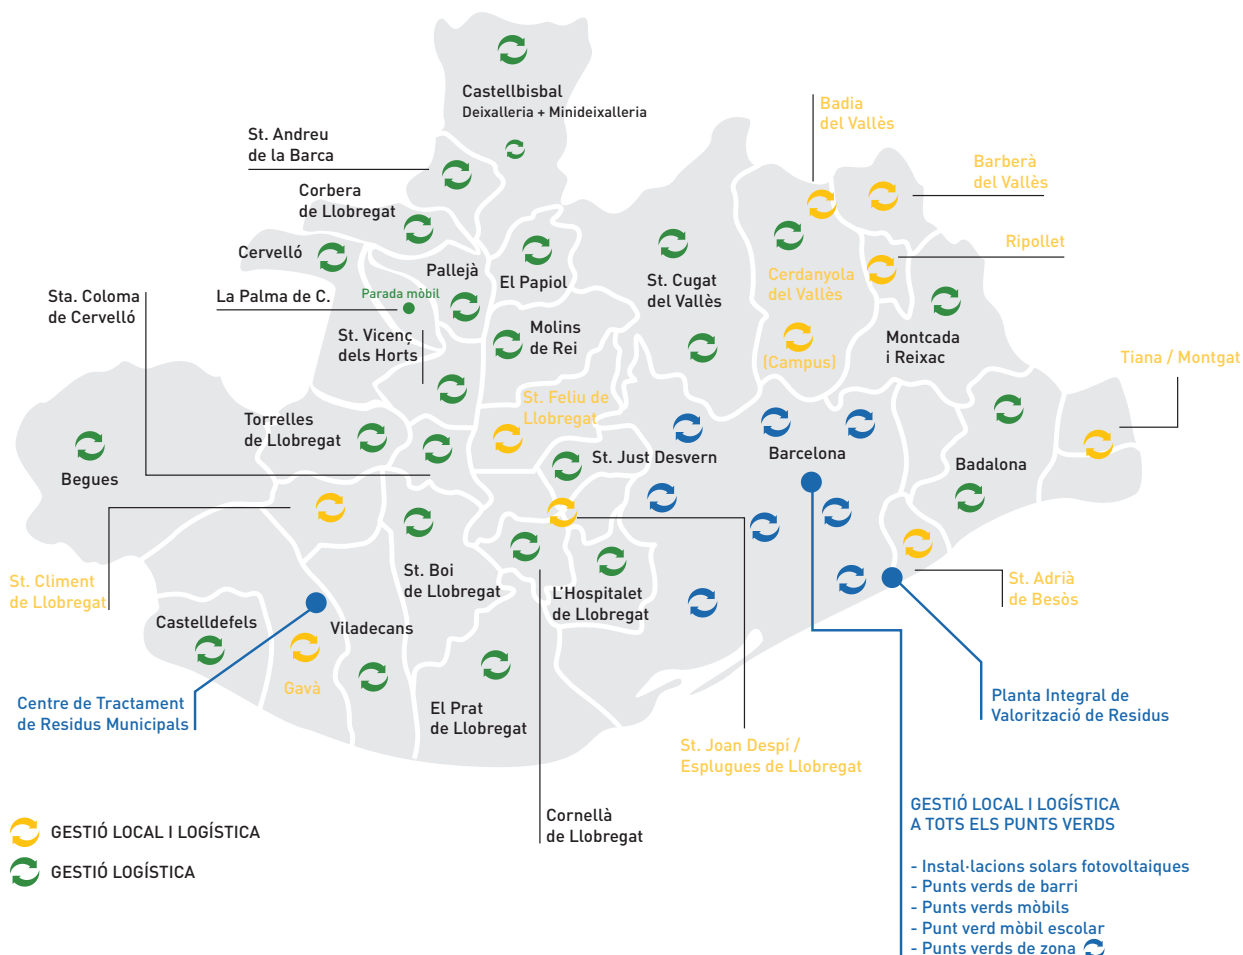 Castellbisbal
Deixalleria + Minideixalleria
St. Andreu
de la Barca
Corbera
de Llobregat
Cervelló
La Palma de C.
Parada mòbil
Pallejà
El Papiol
Sta. Coloma
de Cervelló
St. Vicenç
dels Horts
Molins
de Rei
St. Cugat
del Vallès
Badia
del Vallès
Barberà
del Vallès
Ripollet
Cerdanyola
del Vallès
(Campus)
Montcada
i Reixac
Tiana / Montgat
Begues
Torrelles
de Llobregat
St. Feliu de
Llobregat
St. Just Desvern
Barcelona
Badalona
St. Climent
de Llobregat
St. Boi
de Llobregat
L'Hospitalet
de Llobregat
St. Adrià
de Besòs
Castelldefels
Viladecans
Gavà
El Prat
de Llobregat
Centre de Tractament
de Residus Municipals
Planta Integral de
Valorització de Residus
St. Joan Despí /
Esplugues de Llobregat
Cornellà
de Llobregat
GESTIÓ LOCAL I LOGÍSTICA
GESTIÓ LOGÍSTICA
GESTIÓ LOCAL I LOGÍSTICA
A TOTS ELS PUNTS VERDS
- Instal·lacions solars fotovoltaiques
- Punts verds de barri
- Punts verds mòbils
- Punt verd mòbil escolar
- Punts verds de zona